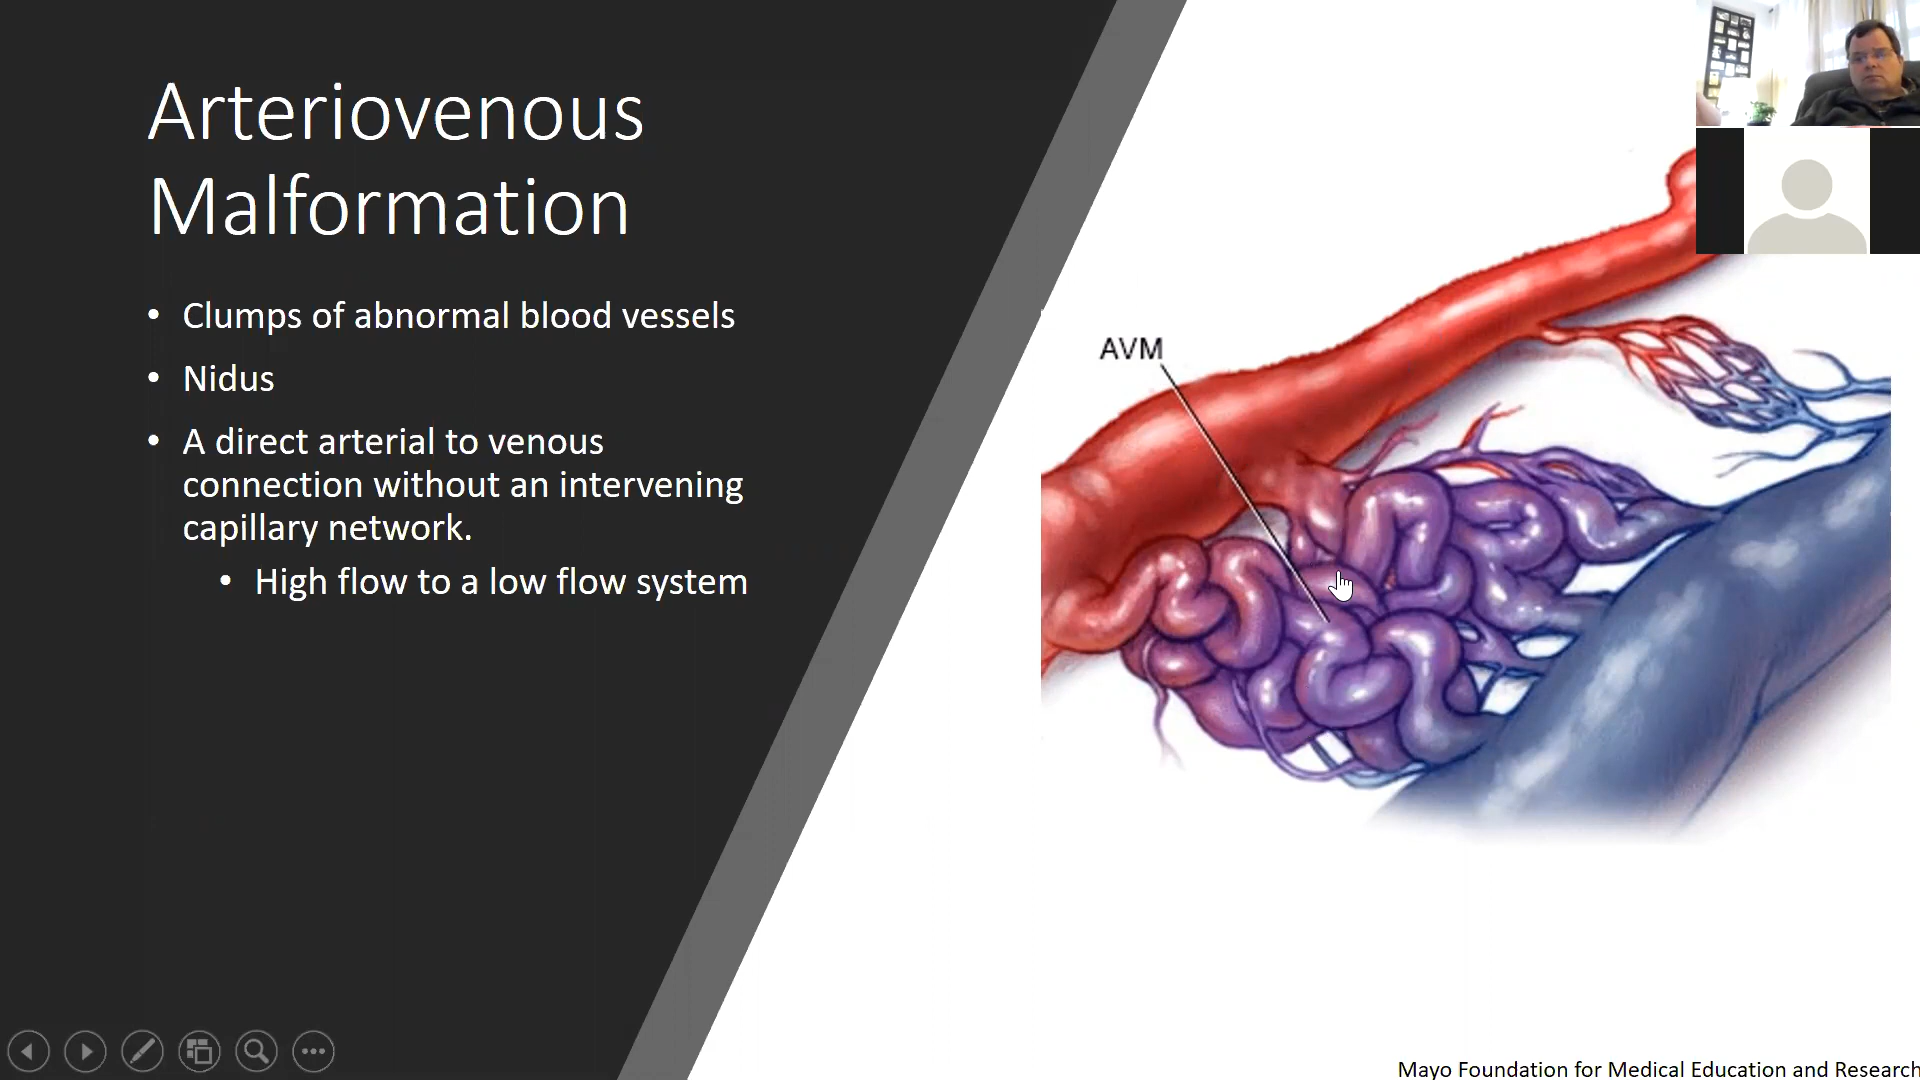 Arteriovenous
Malformation
• Clumps of abnormal blood vessels
• Nidus
• A direct arterial to venous
connection without an intervening
capillary network.
• High flow to a low flow system
AVM
Mayo Foundation for Medical Education and Research